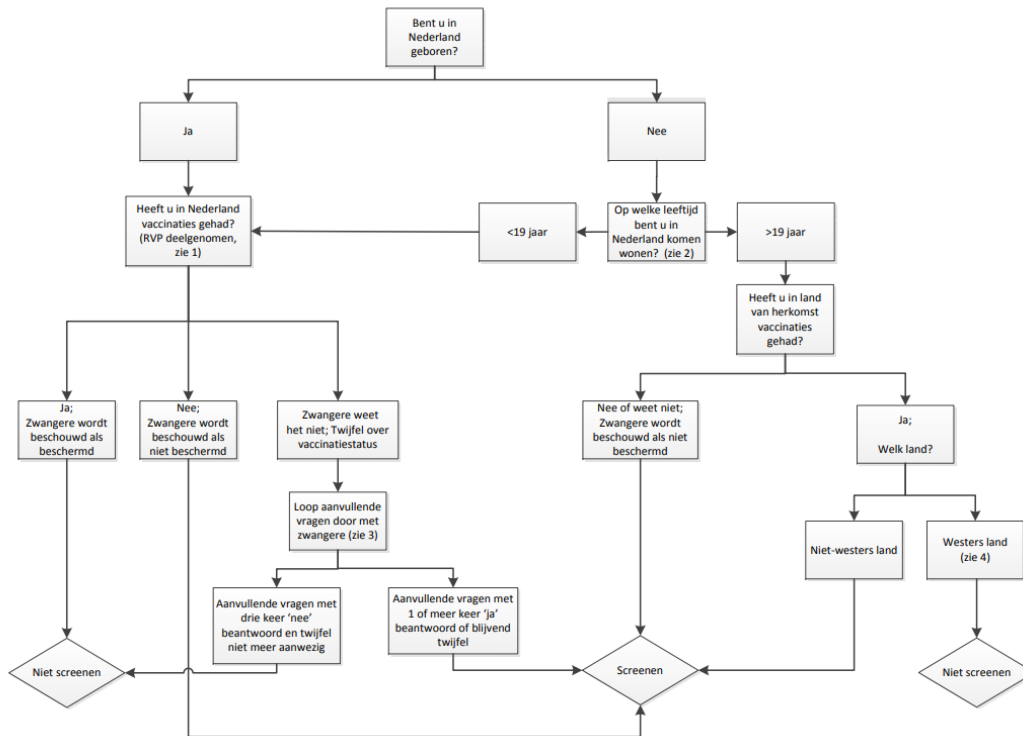 Bent u in
Nederland
geboren?
Ja
Nee
Heeft u in Nederland
vaccinaties gehad?
(RVP deelgenomen,
zie 1)
<19 jaar
Op welke leeftijd
bent u in
Nederland komen
wonen? (zie 2)
>19 jaar
Heeft u in land
van herkomst
vaccinaties
gehad?
Ja;
Zwangere wordt
beschouwd als
beschermd
Nee;
Zwangere wordt
beschouwd als
niet beschermd
Zwangere weet
het niet; Twijfel over
vaccinatiestatus
Nee of weet niet;
Zwangere wordt
beschouwd als niet
beschermd
Ja;
Welk land?
Loop aanvullende
vragen door met
zwangere (zie 3)
Niet-westers land
Westers land
(zie 4)
Aanvullende vragen met
drie keer ‘nee’
beantwoord en twijfel
niet meer aanwezig
Aanvullende vragen met
1 of meer keer ‘ja’
beantwoord of blijvend
twijfel
Niet screenen
Screenen
Niet screenen